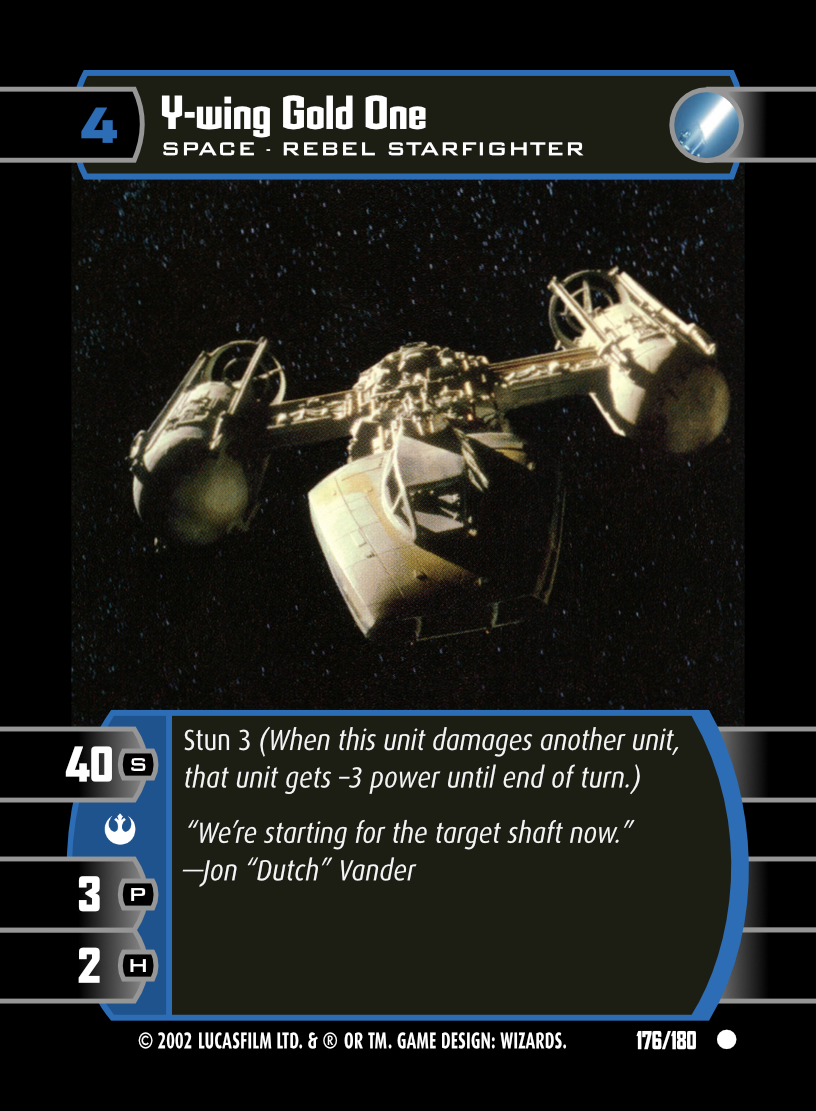 4
Y-wing Gold One
SPACE - REBEL STARFIGHTER
40 S
3 P
2 H
Stun 3 (When this unit damages another unit,
that unit gets –3 power until end of turn.)
“We’re starting for the target shaft now.”
—Jon “Dutch” Vander
© 2002 LUCASFILM LTD. & ® OR TM. GAME DESIGN: WIZARDS.
176/180